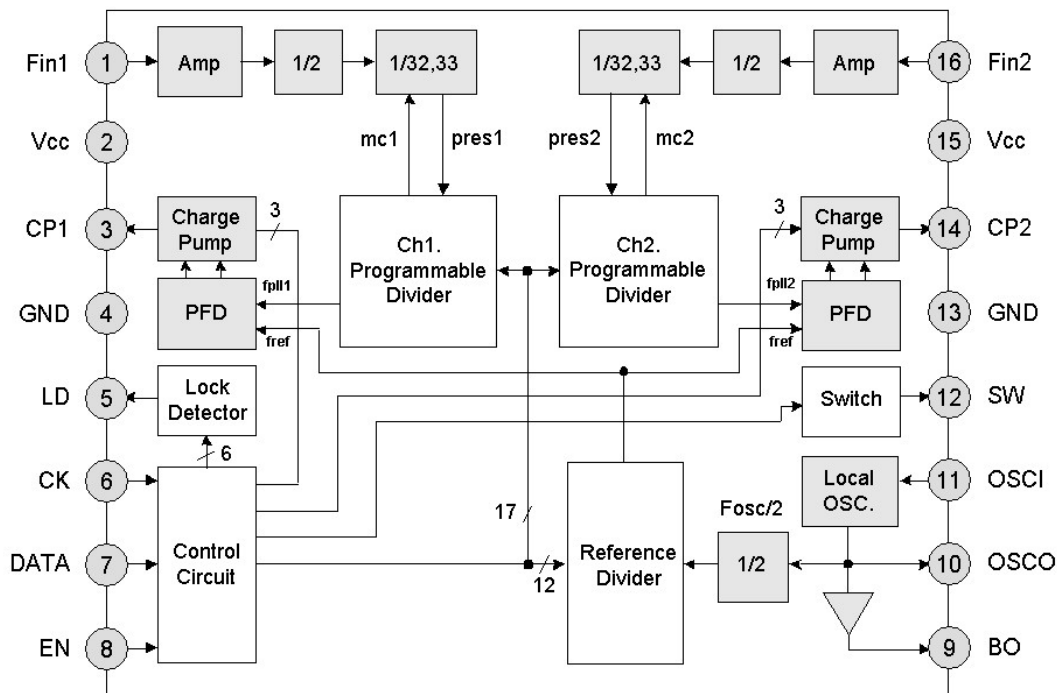 Fin1 1 Amp 1/2 1/32,33 1/32,33 1/2 Amp 16 Fin2
Vcc 2 mc1 pres1 pres2 mc2 15 Vcc
CP1 3 Charge
Pump 3 Ch1.
Programmable
Divider Ch2.
Programmable
Divider 3 Charge
Pump 14 CP2
GND 4 PFD fpll1 fpll2 PFD 13 GND
fref fref
LD 5 Lock
Detector Switch 12 SW
6
CK 6 Local
OSC. 11 OSCI
17 Fosc/2
DATA 7 Control
Circuit 12 Reference
Divider 1/2 10 OSCO
EN 8 9 BO